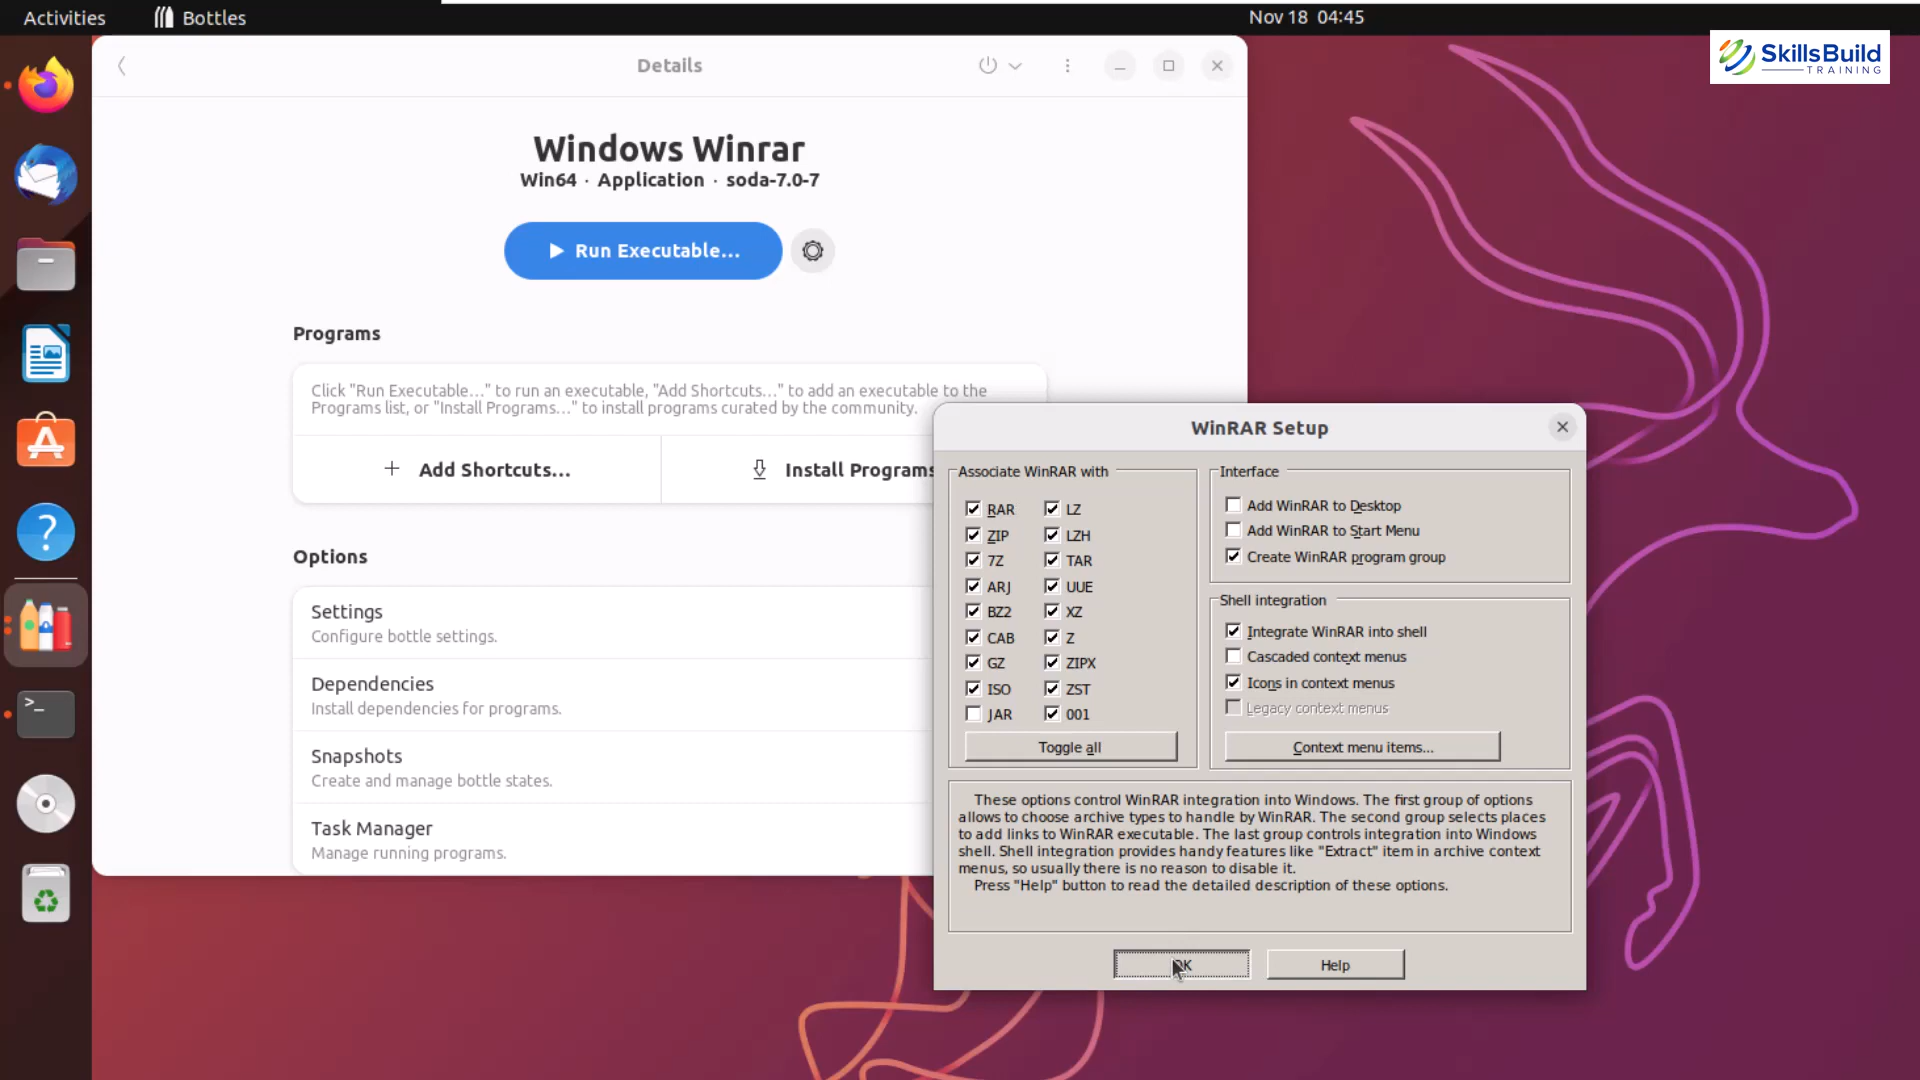 Activities
Bottles
Nov 18 04:45
SkillsBuild
TRAINING
Details
Windows Winrar
Win64 · Application · soda-7.0-7
Run Executable...
Programs
Click "Run Executable..." to run an executable, "Add Shortcuts..." to add an executable to the
Programs list, or "Install Programs..." to install programs curated by the community.
Add Shortcuts...
Install Programs
Options
Settings
Configure bottle settings.
Dependencies
Install dependencies for programs.
Snapshots
Create and manage bottle states.
Task Manager
Manage running programs.
WinRAR Setup
Associate WinRAR with
RAR
ZIP
7Z
ARJ
BZ2
CAB
GZ
ISO
JAR
LZ
LZH
TAR
UUE
XZ
Z
ZIPX
ZST
001
Toggle all
Interface
Add WinRAR to Desktop
Add WinRAR to Start Menu
Create WinRAR program group
Shell integration
Integrate WinRAR into shell
Cascaded context menus
Icons in context menus
Legacy context menus
Context menu items...
These options control WinRAR integration into Windows. The first group of options
allows to choose archive types to handle by WinRAR. The second group selects places
to add links to WinRAR executable. The last group controls integration into Windows
shell. Shell integration provides handy features like "Extract" item in archive context
menus, so usually there is no reason to disable it.
Press "Help" button to read the detailed description of these options.
OK
Help